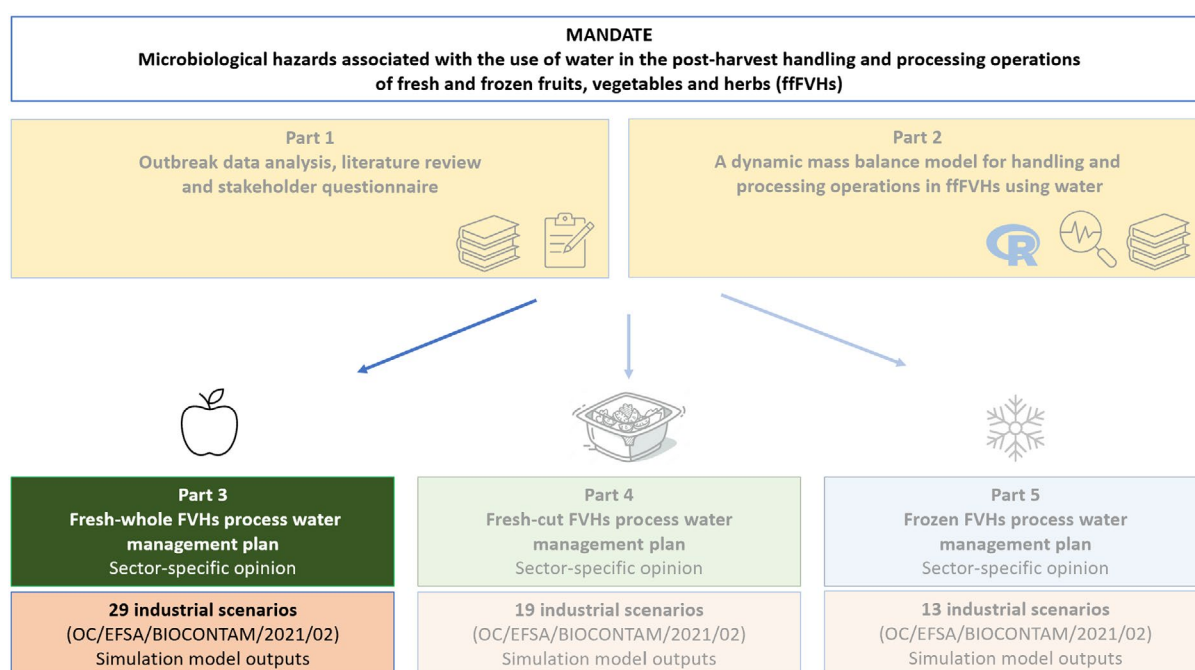 MANDATE
Microbiological hazards associated with the use of water in the post-harvest handling and processing operations
of fresh and frozen fruits, vegetables and herbs (ffFVHs)
Part 1
Outbreak data analysis, literature review
and stakeholder questionnaire
Part 2
A dynamic mass balance model for handling and
processing operations in ffFVHs using water
R
Part 3
Fresh-whole FVHs process water
management plan
Sector-specific opinion
29 industrial scenarios
(OC/EFSA/BIOCONTAM/2021/02)
Simulation model outputs
Part 4
Fresh-cut FVHs process water
management plan
Sector-specific opinion
19 industrial scenarios
(OC/EFSA/BIOCONTAM/2021/02)
Simulation model outputs
Part 5
Frozen FVHs process water
management plan
Sector-specific opinion
13 industrial scenarios
(OC/EFSA/BIOCONTAM/2021/02)
Simulation model outputs